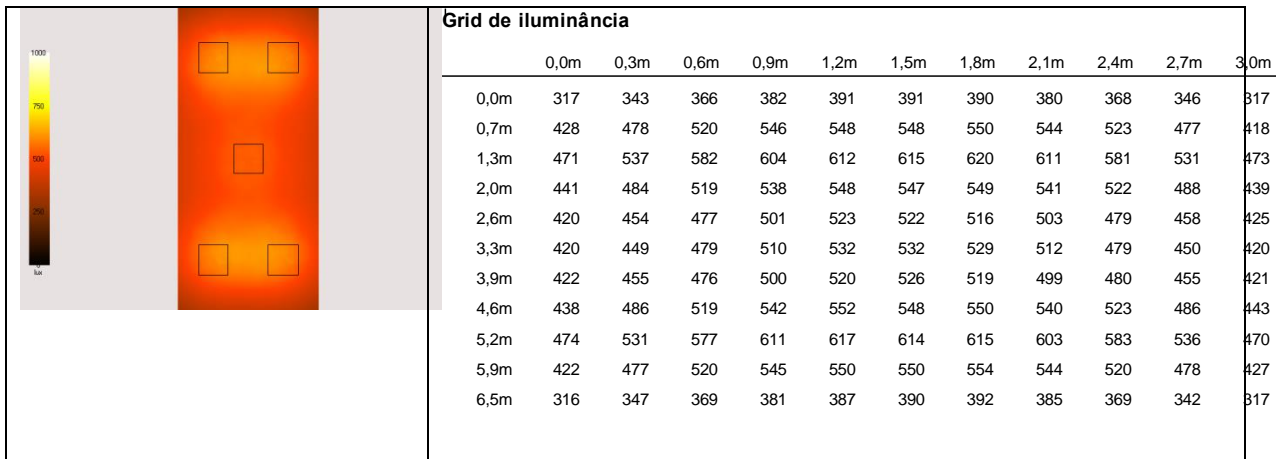 Grid de iluminância
0,0m 0,3m 0,6m 0,9m 1,2m 1,5m 1,8m 2,1m 2,4m 2,7m 3,0m
0,0m 317 343 366 382 391 391 390 380 368 346 317
0,7m 428 478 520 546 548 548 550 544 523 477 418
1,3m 471 537 582 604 612 615 620 611 581 531 473
2,0m 441 484 519 538 548 547 549 541 522 488 439
2,6m 420 454 477 501 523 522 516 503 479 458 425
3,3m 420 449 479 510 532 532 529 512 479 450 420
3,9m 422 455 476 500 520 526 519 499 480 455 421
4,6m 438 486 519 542 552 548 550 540 523 486 443
5,2m 474 531 577 611 617 614 615 603 583 536 470
5,9m 422 477 520 545 550 550 554 544 520 478 427
6,5m 316 347 369 381 387 390 392 385 369 342 317
1000
750
500
250
0
lux